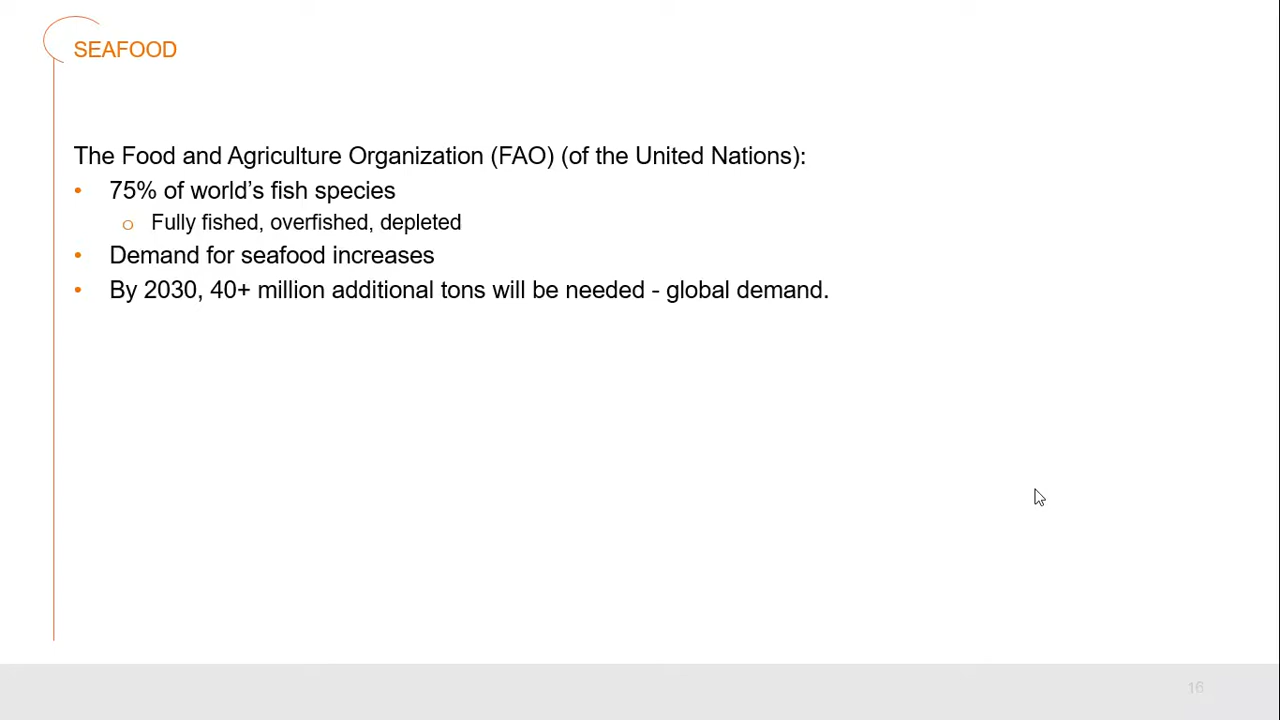 SEAFOOD
The Food and Agriculture Organization (FAO) (of the United Nations):
• 75% of world’s fish species
o Fully fished, overfished, depleted
• Demand for seafood increases
• By 2030, 40+ million additional tons will be needed - global demand.
16